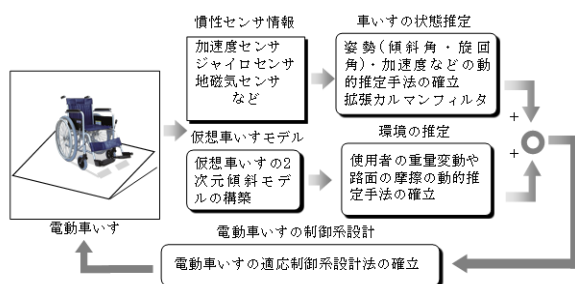 慣性センサ情報
加速度センサ
ジャイロセンサ
地磁気センサ
など
車いすの状態推定
姿勢(傾斜角・旋回
角)・加速度などの動
的推定手法の確立
拡張カルマンフィルタ
仮想車いすモデル
仮想車いすの2
次元傾斜モデ
ルの構築
環境の推定
使用者の重量変動や
路面の摩擦の動的推
定手法の確立
+
+
電動車いす
電動車いすの制御系設計
電動車いすの適応制御系設計法の確立